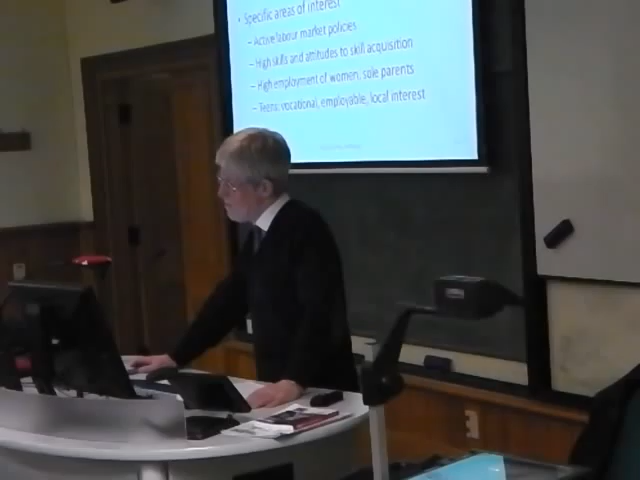 • Specific areas of interest
– Active labour market policies
– High skills and attitudes to skill acquisition
– High employment of women, sole parents
– Teens: vocational, employable, local interest